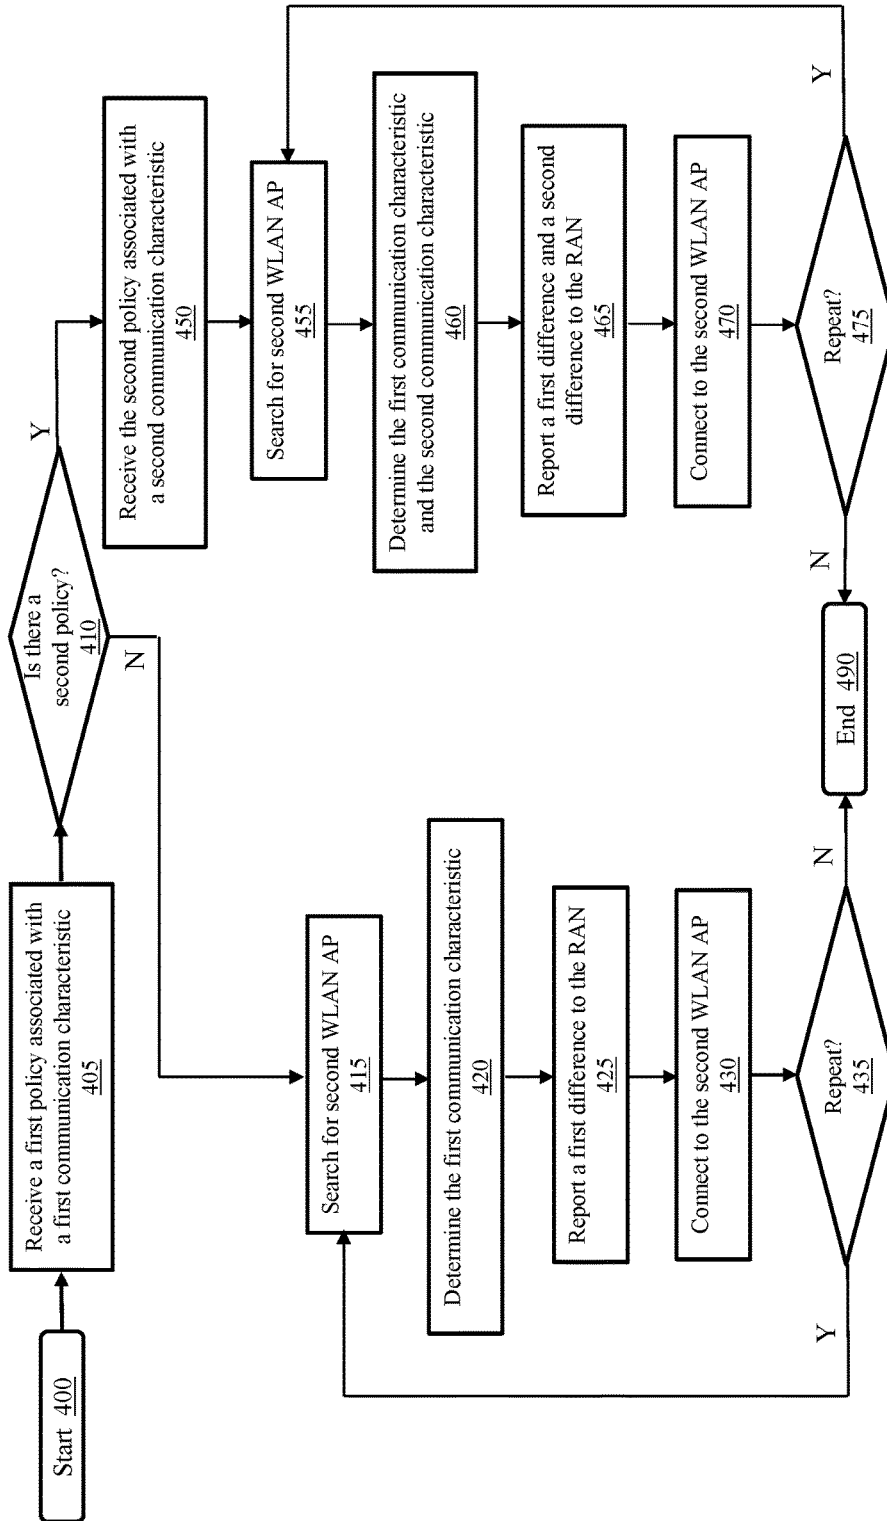 Start 400
Receive a first policy associated with
a first communication characteristic
405
Is there a
second policy?
410
Y
N
Receive the second policy associated with
a second communication characteristic
450
Search for second WLAN AP
455
Determine the first communication characteristic
and the second communication characteristic
460
Report a first difference and a second
difference to the RAN
465
Connect to the second WLAN AP
470
Repeat?
475
Y
N
Search for second WLAN AP
415
Determine the first communication characteristic
420
Report a first difference to the RAN
425
Connect to the second WLAN AP
430
Repeat?
435
Y
N
End 490